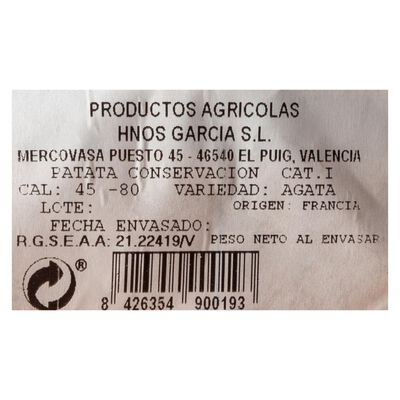 PRODUCTOS AGRICOLAS
HNOS GARCIA S.L.
MERCOVASA PUESTO 45 - 46540 EL PUIG, VALENCIA
PATATA CONSERVACION CAT.I
CAL: 45 -80 VARIEDAD: AGATA
LOTE: ORIGEN: FRANCIA
FECHA ENVASADO:
R.G.S.E.A.A: 21.22419/V PESO NETO AL ENVASAR
®
8 426354 900193